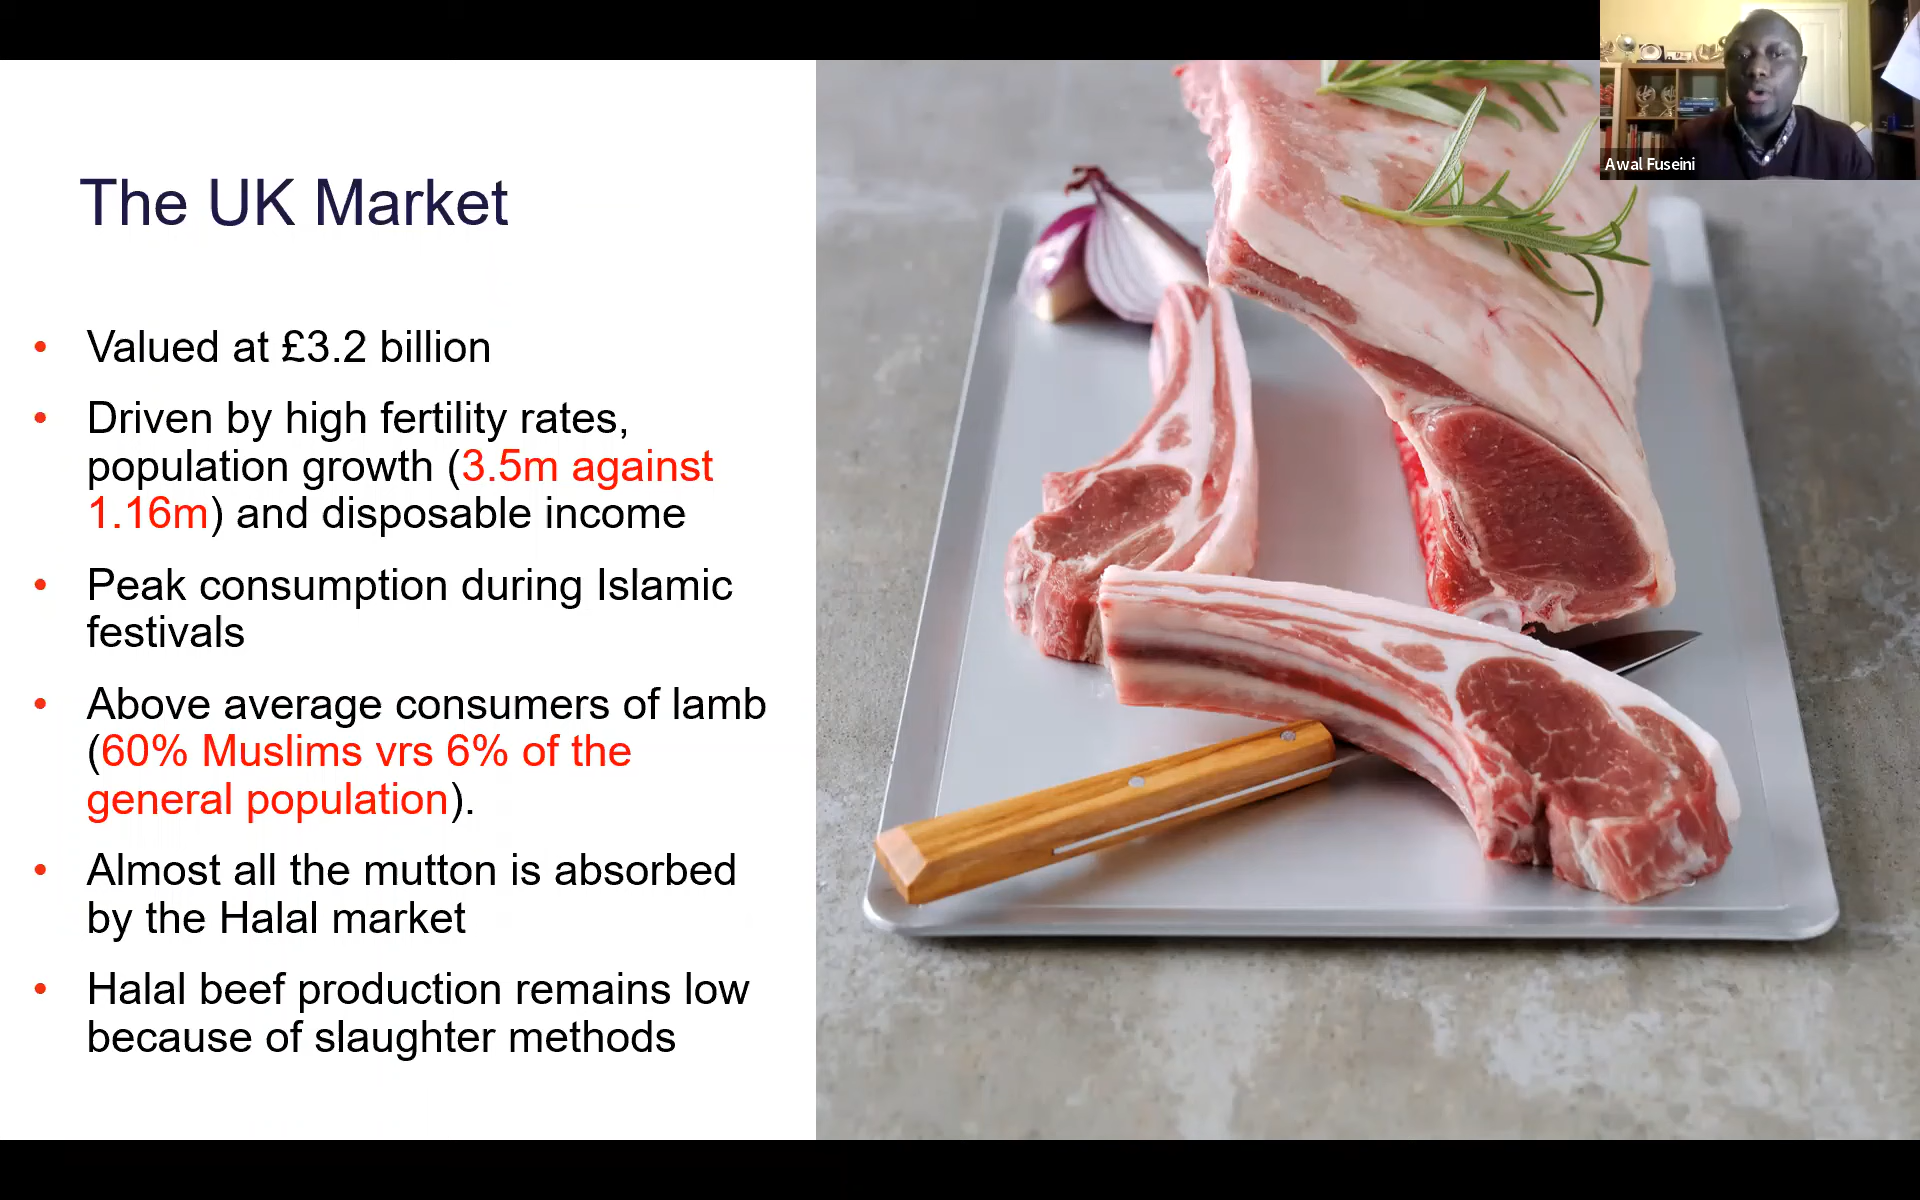 Awal Fuseini
The UK Market
• Valued at £3.2 billion
• Driven by high fertility rates,
population growth (3.5m against
1.16m) and disposable income
• Peak consumption during Islamic
festivals
• Above average consumers of lamb
(60% Muslims vrs 6% of the
general population).
• Almost all the mutton is absorbed
by the Halal market
• Halal beef production remains low
because of slaughter methods